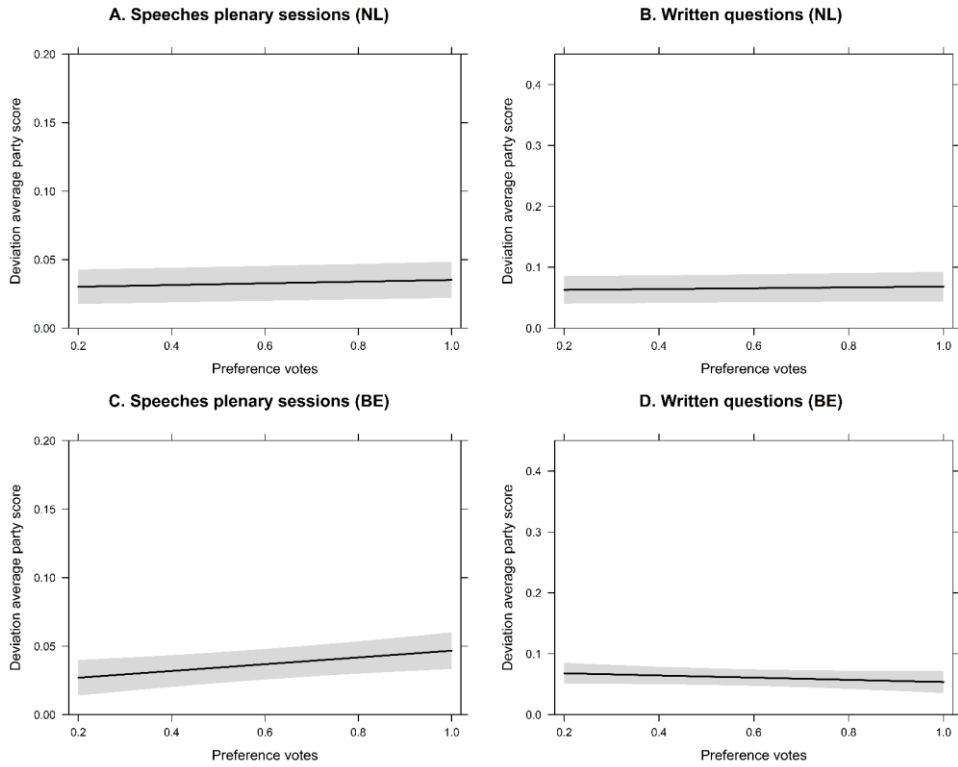 A. Speeches plenary sessions (NL)
Deviation average party score
0.20
0.15
0.10
0.05
0.00
0.2 0.4 0.6 0.8 1.0
Preference votes
B. Written questions (NL)
Deviation average party score
0.4
0.3
0.2
0.1
0.0
0.2 0.4 0.6 0.8 1.0
Preference votes
C. Speeches plenary sessions (BE)
Deviation average party score
0.20
0.15
0.10
0.05
0.00
0.2 0.4 0.6 0.8 1.0
Preference votes
D. Written questions (BE)
Deviation average party score
0.4
0.3
0.2
0.1
0.0
0.2 0.4 0.6 0.8 1.0
Preference votes